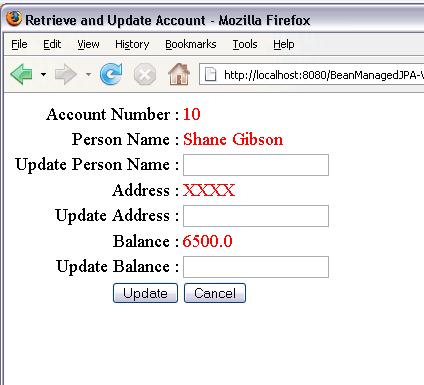 Retrieve and Update Account - Mozilla Firefox
File Edit View History Bookmarks Tools Help
http://localhost:8080/BeanManagedJPA-
Account Number : 10
Person Name : Shane Gibson
Update Person Name :
Address : XXXX
Update Address :
Balance : 6500.0
Update Balance :
Update Cancel